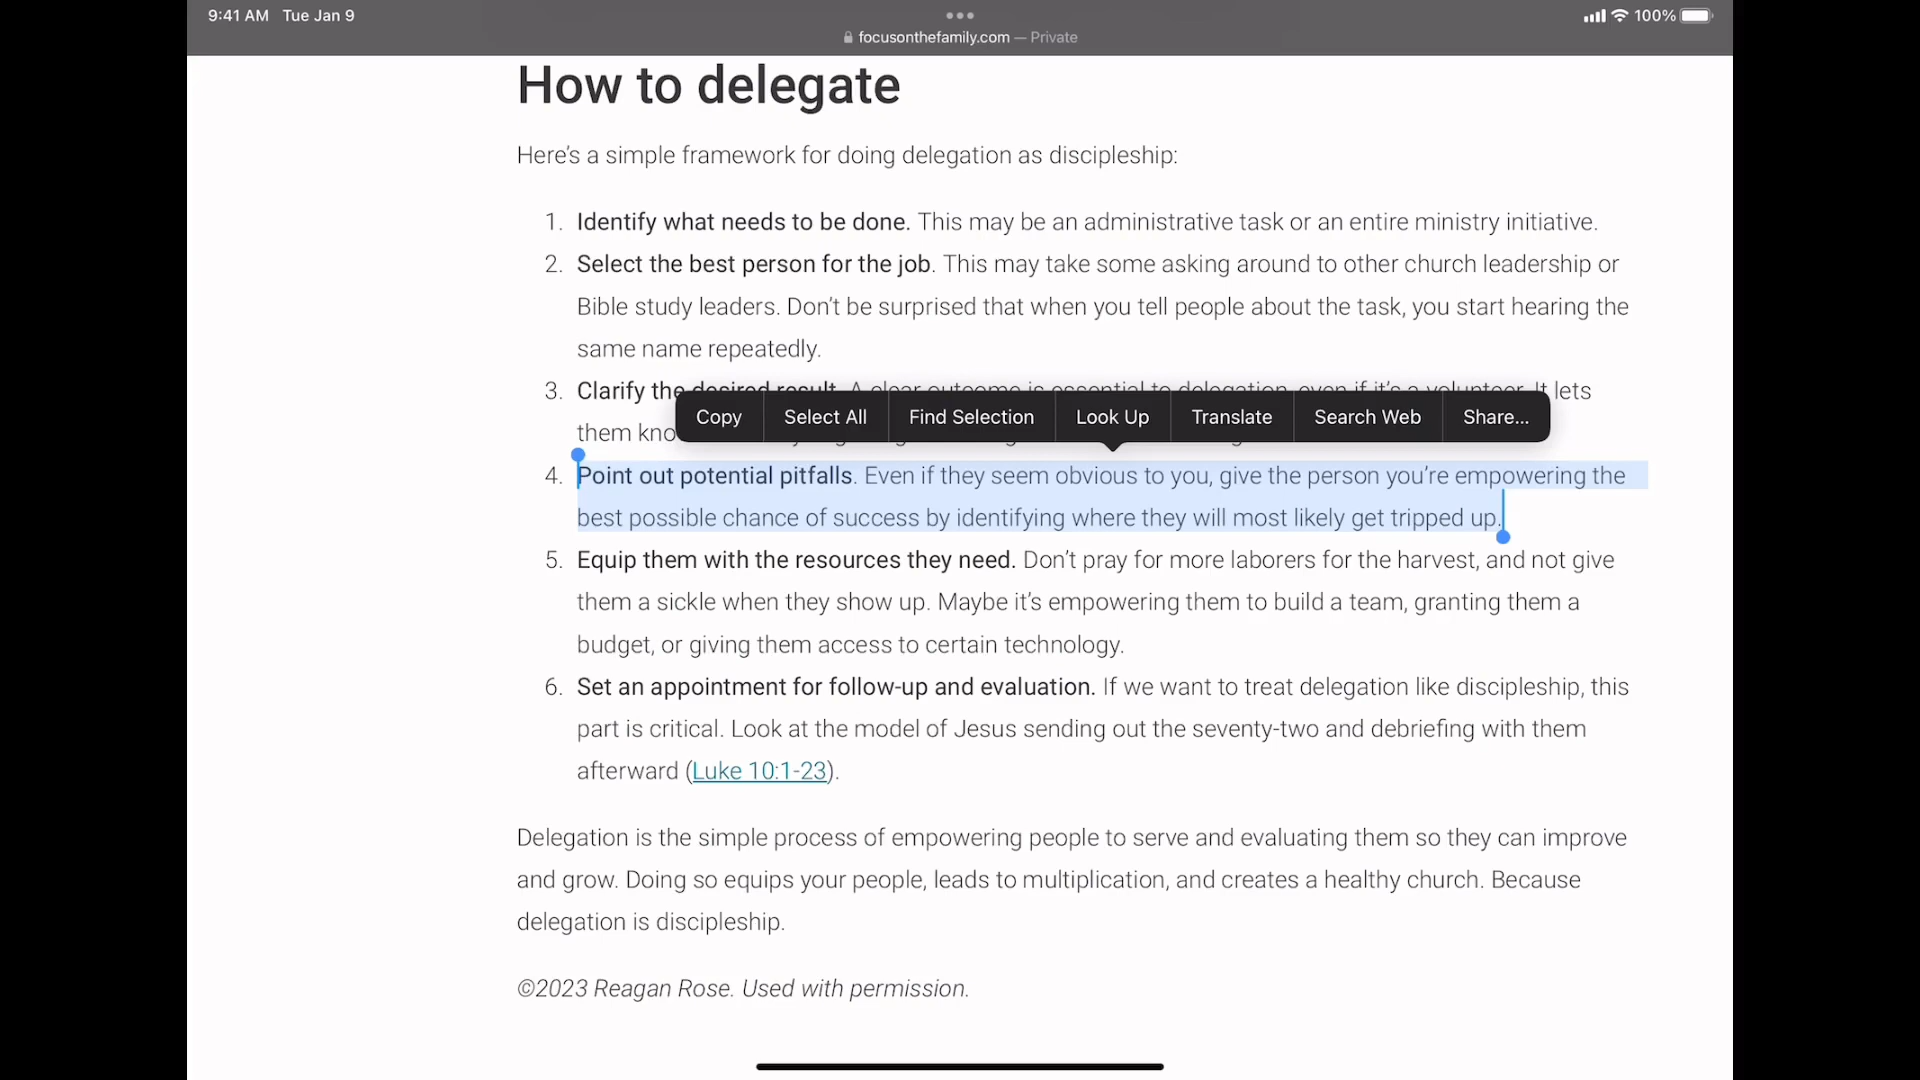 9:41 AM Tue Jan 9
100%
focusonthefamily.com — Private
How to delegate
Here’s a simple framework for doing delegation as discipleship:
1. Identify what needs to be done. This may be an administrative task or an entire ministry initiative.
2. Select the best person for the job. This may take some asking around to other church leadership or
Bible study leaders. Don’t be surprised that when you tell people about the task, you start hearing the
same name repeatedly.
3. Clarify the desired result. A clear outcome is essential to delegation, even if it’s a volunteer. It lets
them kno
Copy Select All Find Selection Look Up Translate Search Web Share...
4. Point out potential pitfalls. Even if they seem obvious to you, give the person you’re empowering the
best possible chance of success by identifying where they will most likely get tripped up.
5. Equip them with the resources they need. Don’t pray for more laborers for the harvest, and not give
them a sickle when they show up. Maybe it’s empowering them to build a team, granting them a
budget, or giving them access to certain technology.
6. Set an appointment for follow-up and evaluation. If we want to treat delegation like discipleship, this
part is critical. Look at the model of Jesus sending out the seventy-two and debriefing with them
afterward (Luke 10:1-23).
Delegation is the simple process of empowering people to serve and evaluating them so they can improve
and grow. Doing so equips your people, leads to multiplication, and creates a healthy church. Because
delegation is discipleship.
©2023 Reagan Rose. Used with permission.